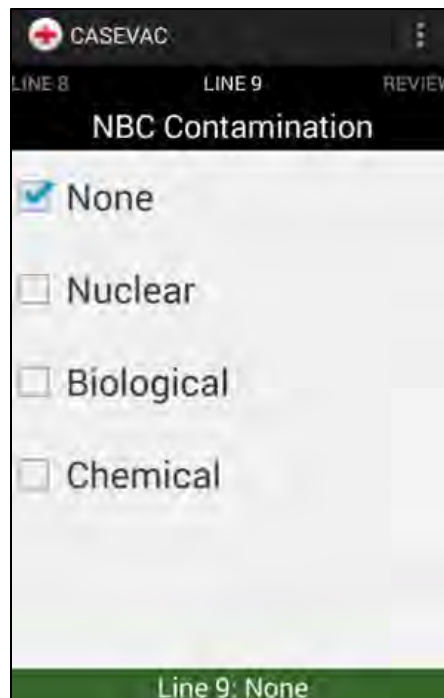 CASEVAC
LINE 8 LINE 9 REVIEW
NBC Contamination
None
Nuclear
Biological
Chemical
Line 9: None